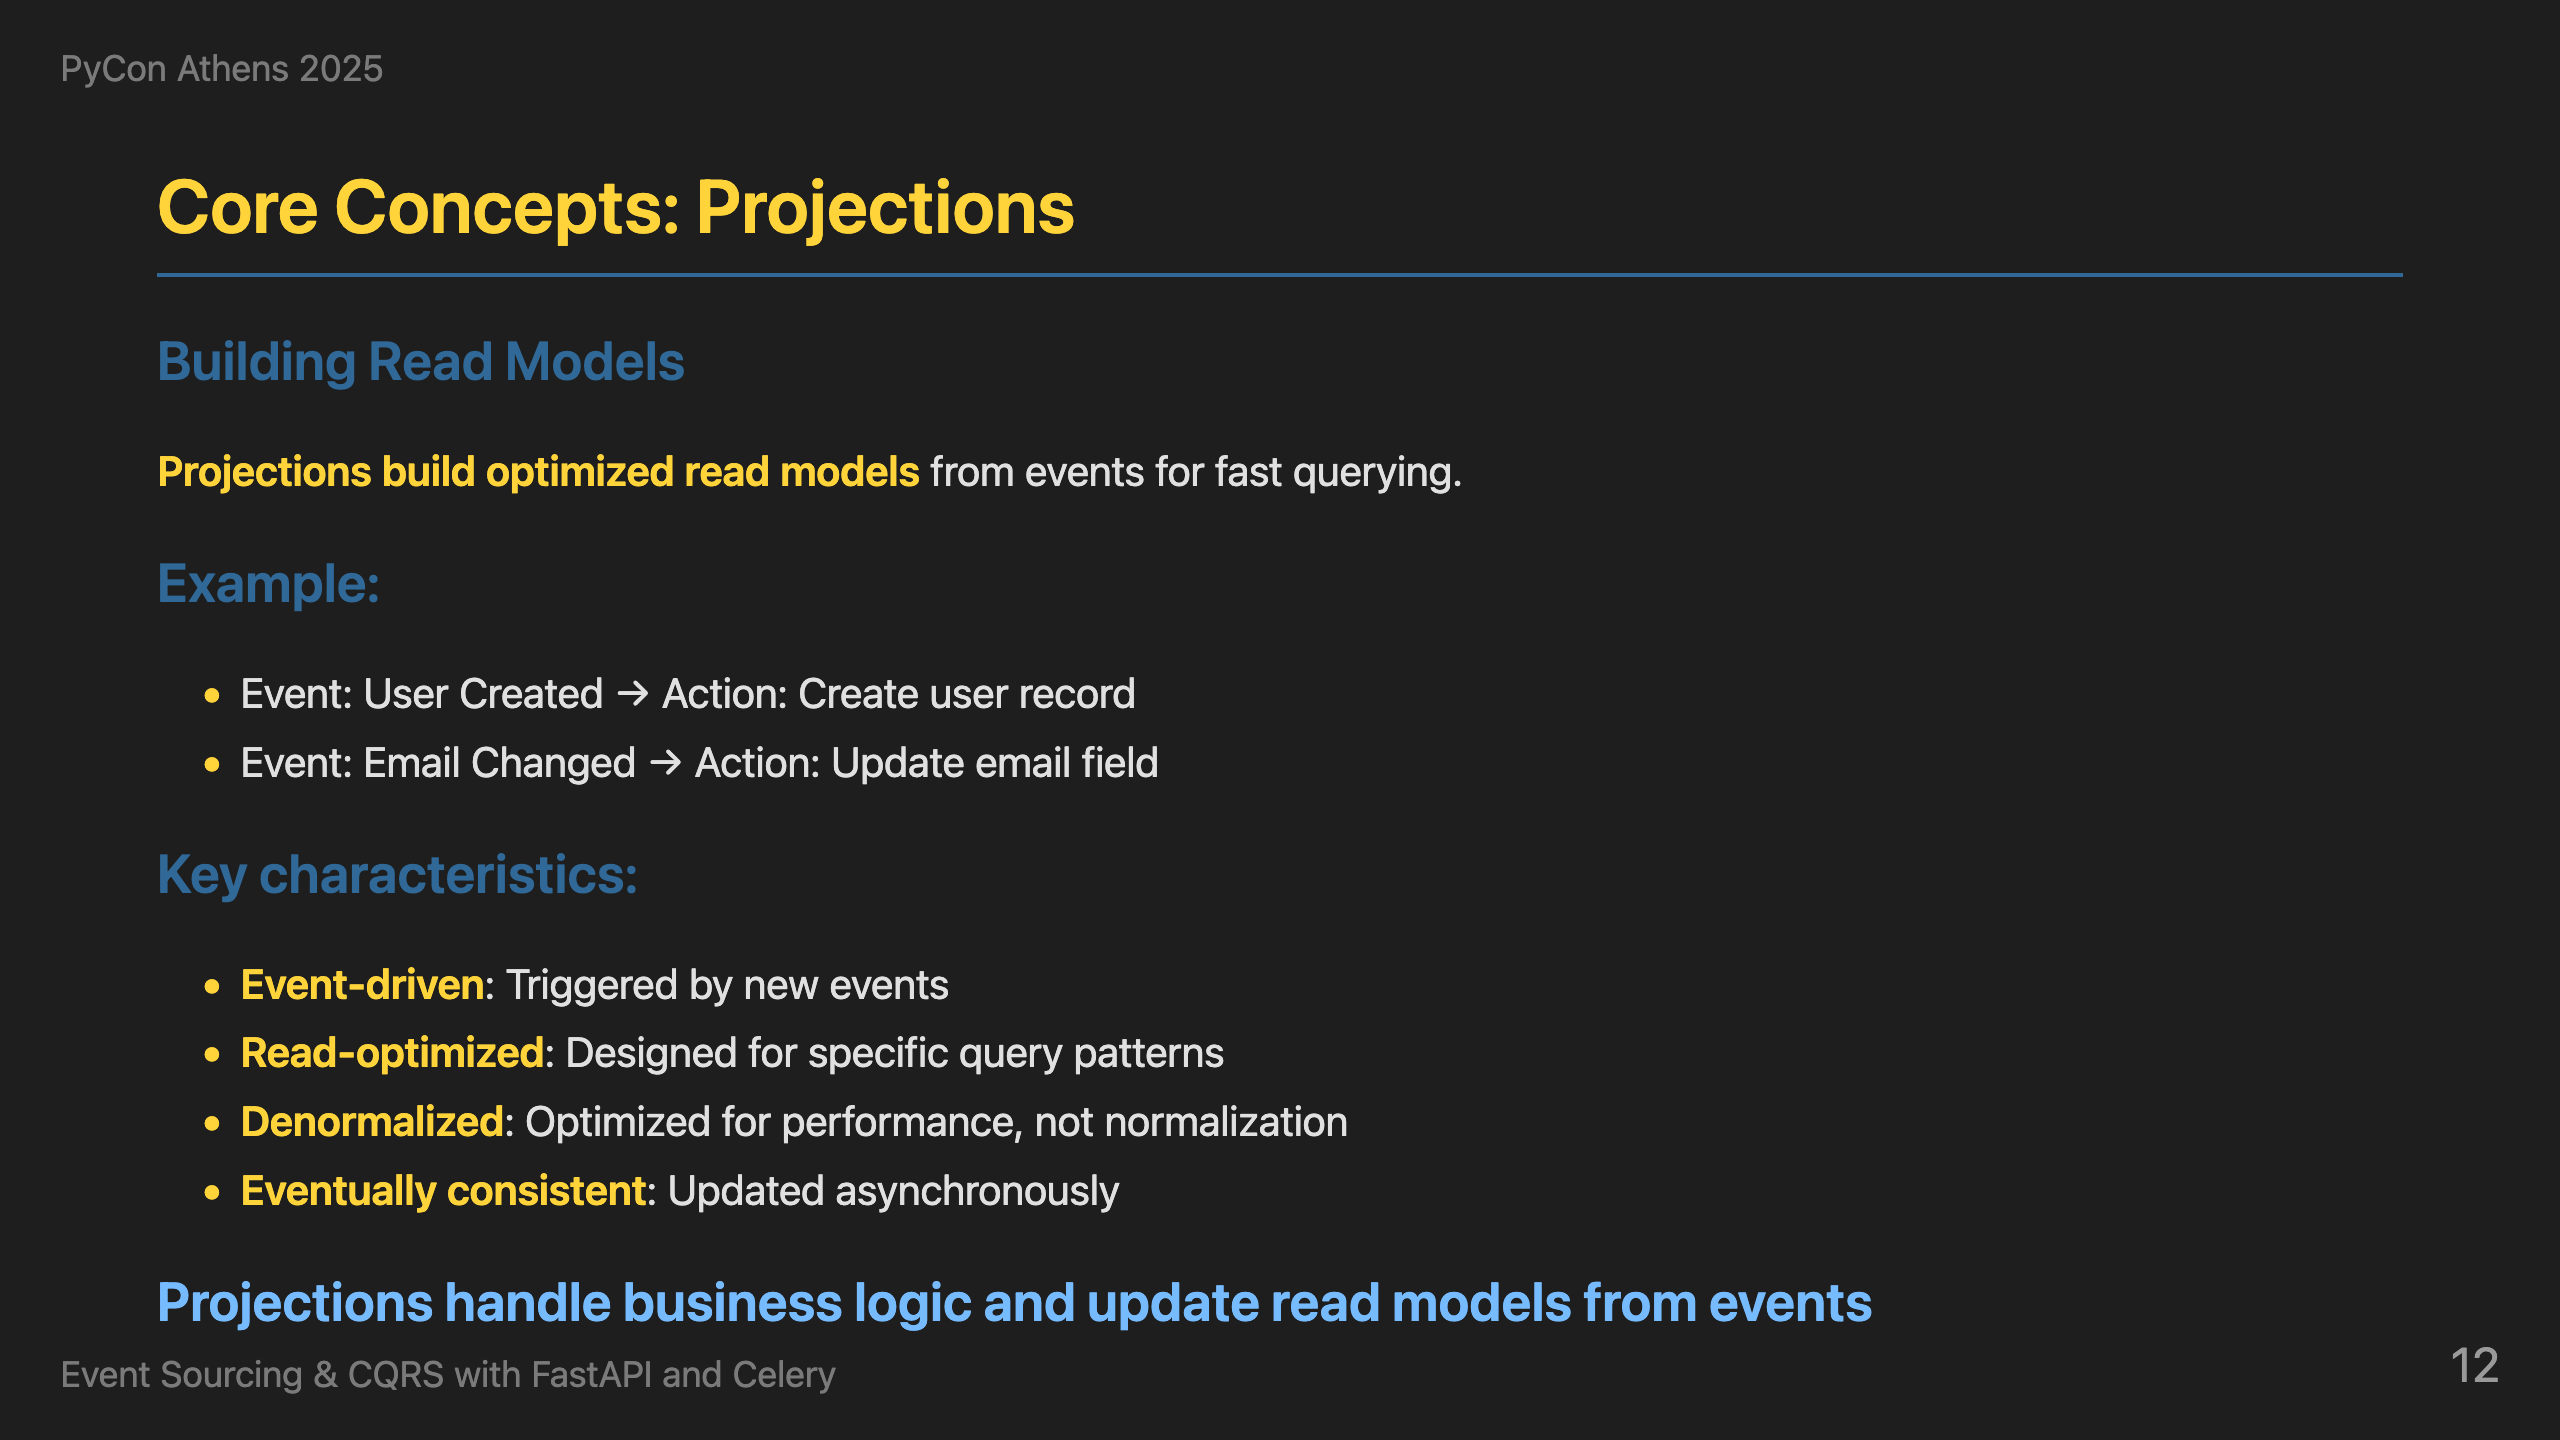 PyCon Athens 2025
Core Concepts: Projections
Building Read Models
Projections build optimized read models from events for fast querying.
Example:
• Event: User Created → Action: Create user record
• Event: Email Changed → Action: Update email field
Key characteristics:
• Event-driven: Triggered by new events
• Read-optimized: Designed for specific query patterns
• Denormalized: Optimized for performance, not normalization
• Eventually consistent: Updated asynchronously
Projections handle business logic and update read models from events
Event Sourcing & CQRS with FastAPI and Celery
12